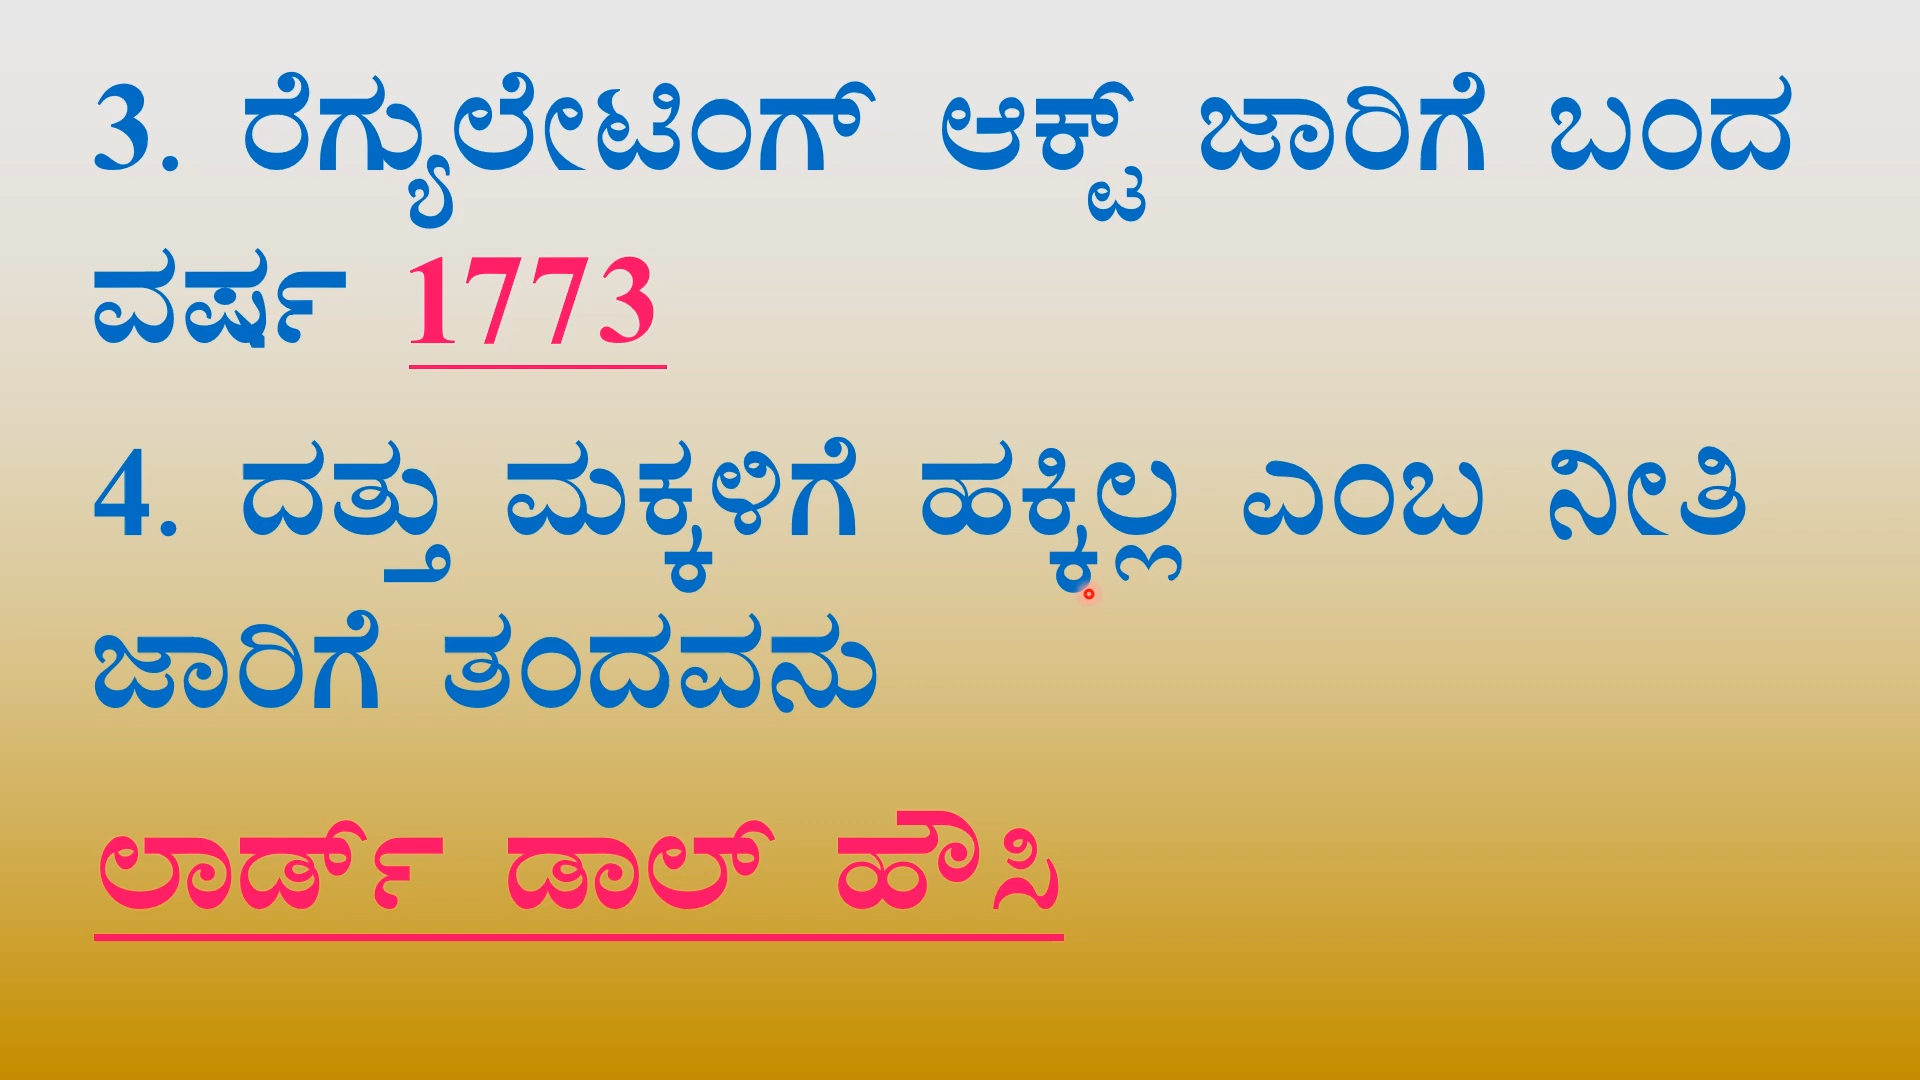 3. ರೆಗ್ಯುಲೇಟಿಂಗ್ ಆಕ್ಟ್ ಜಾರಿಗೆ ಬಂದ
ವರ್ಷ 1773
4. ದತ್ತು ಮಕ್ಕಳಿಗೆ ಹಕ್ಕಿಲ್ಲ ಎಂಬ ನೀತಿ
ಜಾರಿಗೆ ತಂದವನು
ಲಾರ್ಡ್ ಡಾಲ್ ಹೌಸಿ